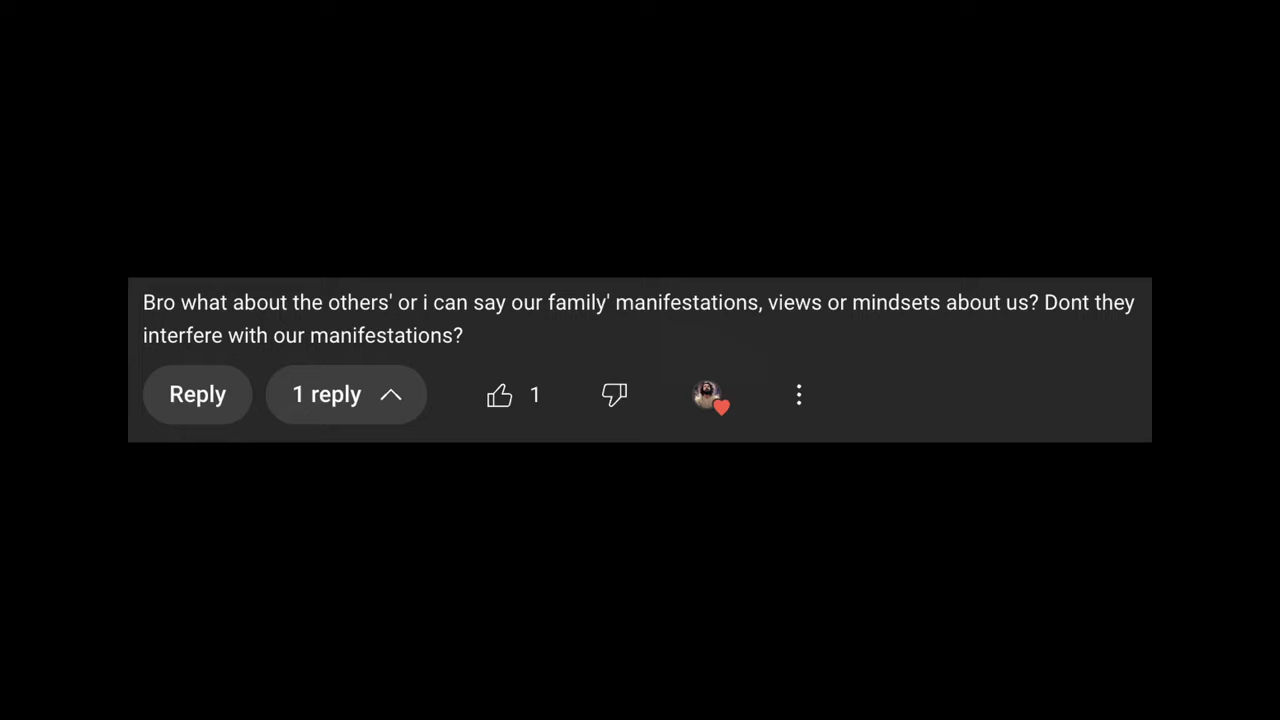 Bro what about the others' or i can say our family' manifestations, views or mindsets about us? Dont they
interfere with our manifestations?
Reply 1 reply 1